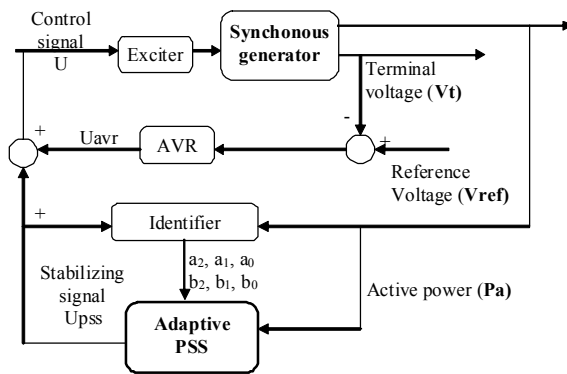 Control
signal
U
Exciter
Synchonous
generator
Terminal
voltage (Vt)
-
+
Uavr
AVR
+
Reference
Voltage (Vref)
+
Identifier
a2, a1, a0
b2, b1, b0
Stabilizing
signal
Upss
Adaptive
PSS
Active power (Pa)